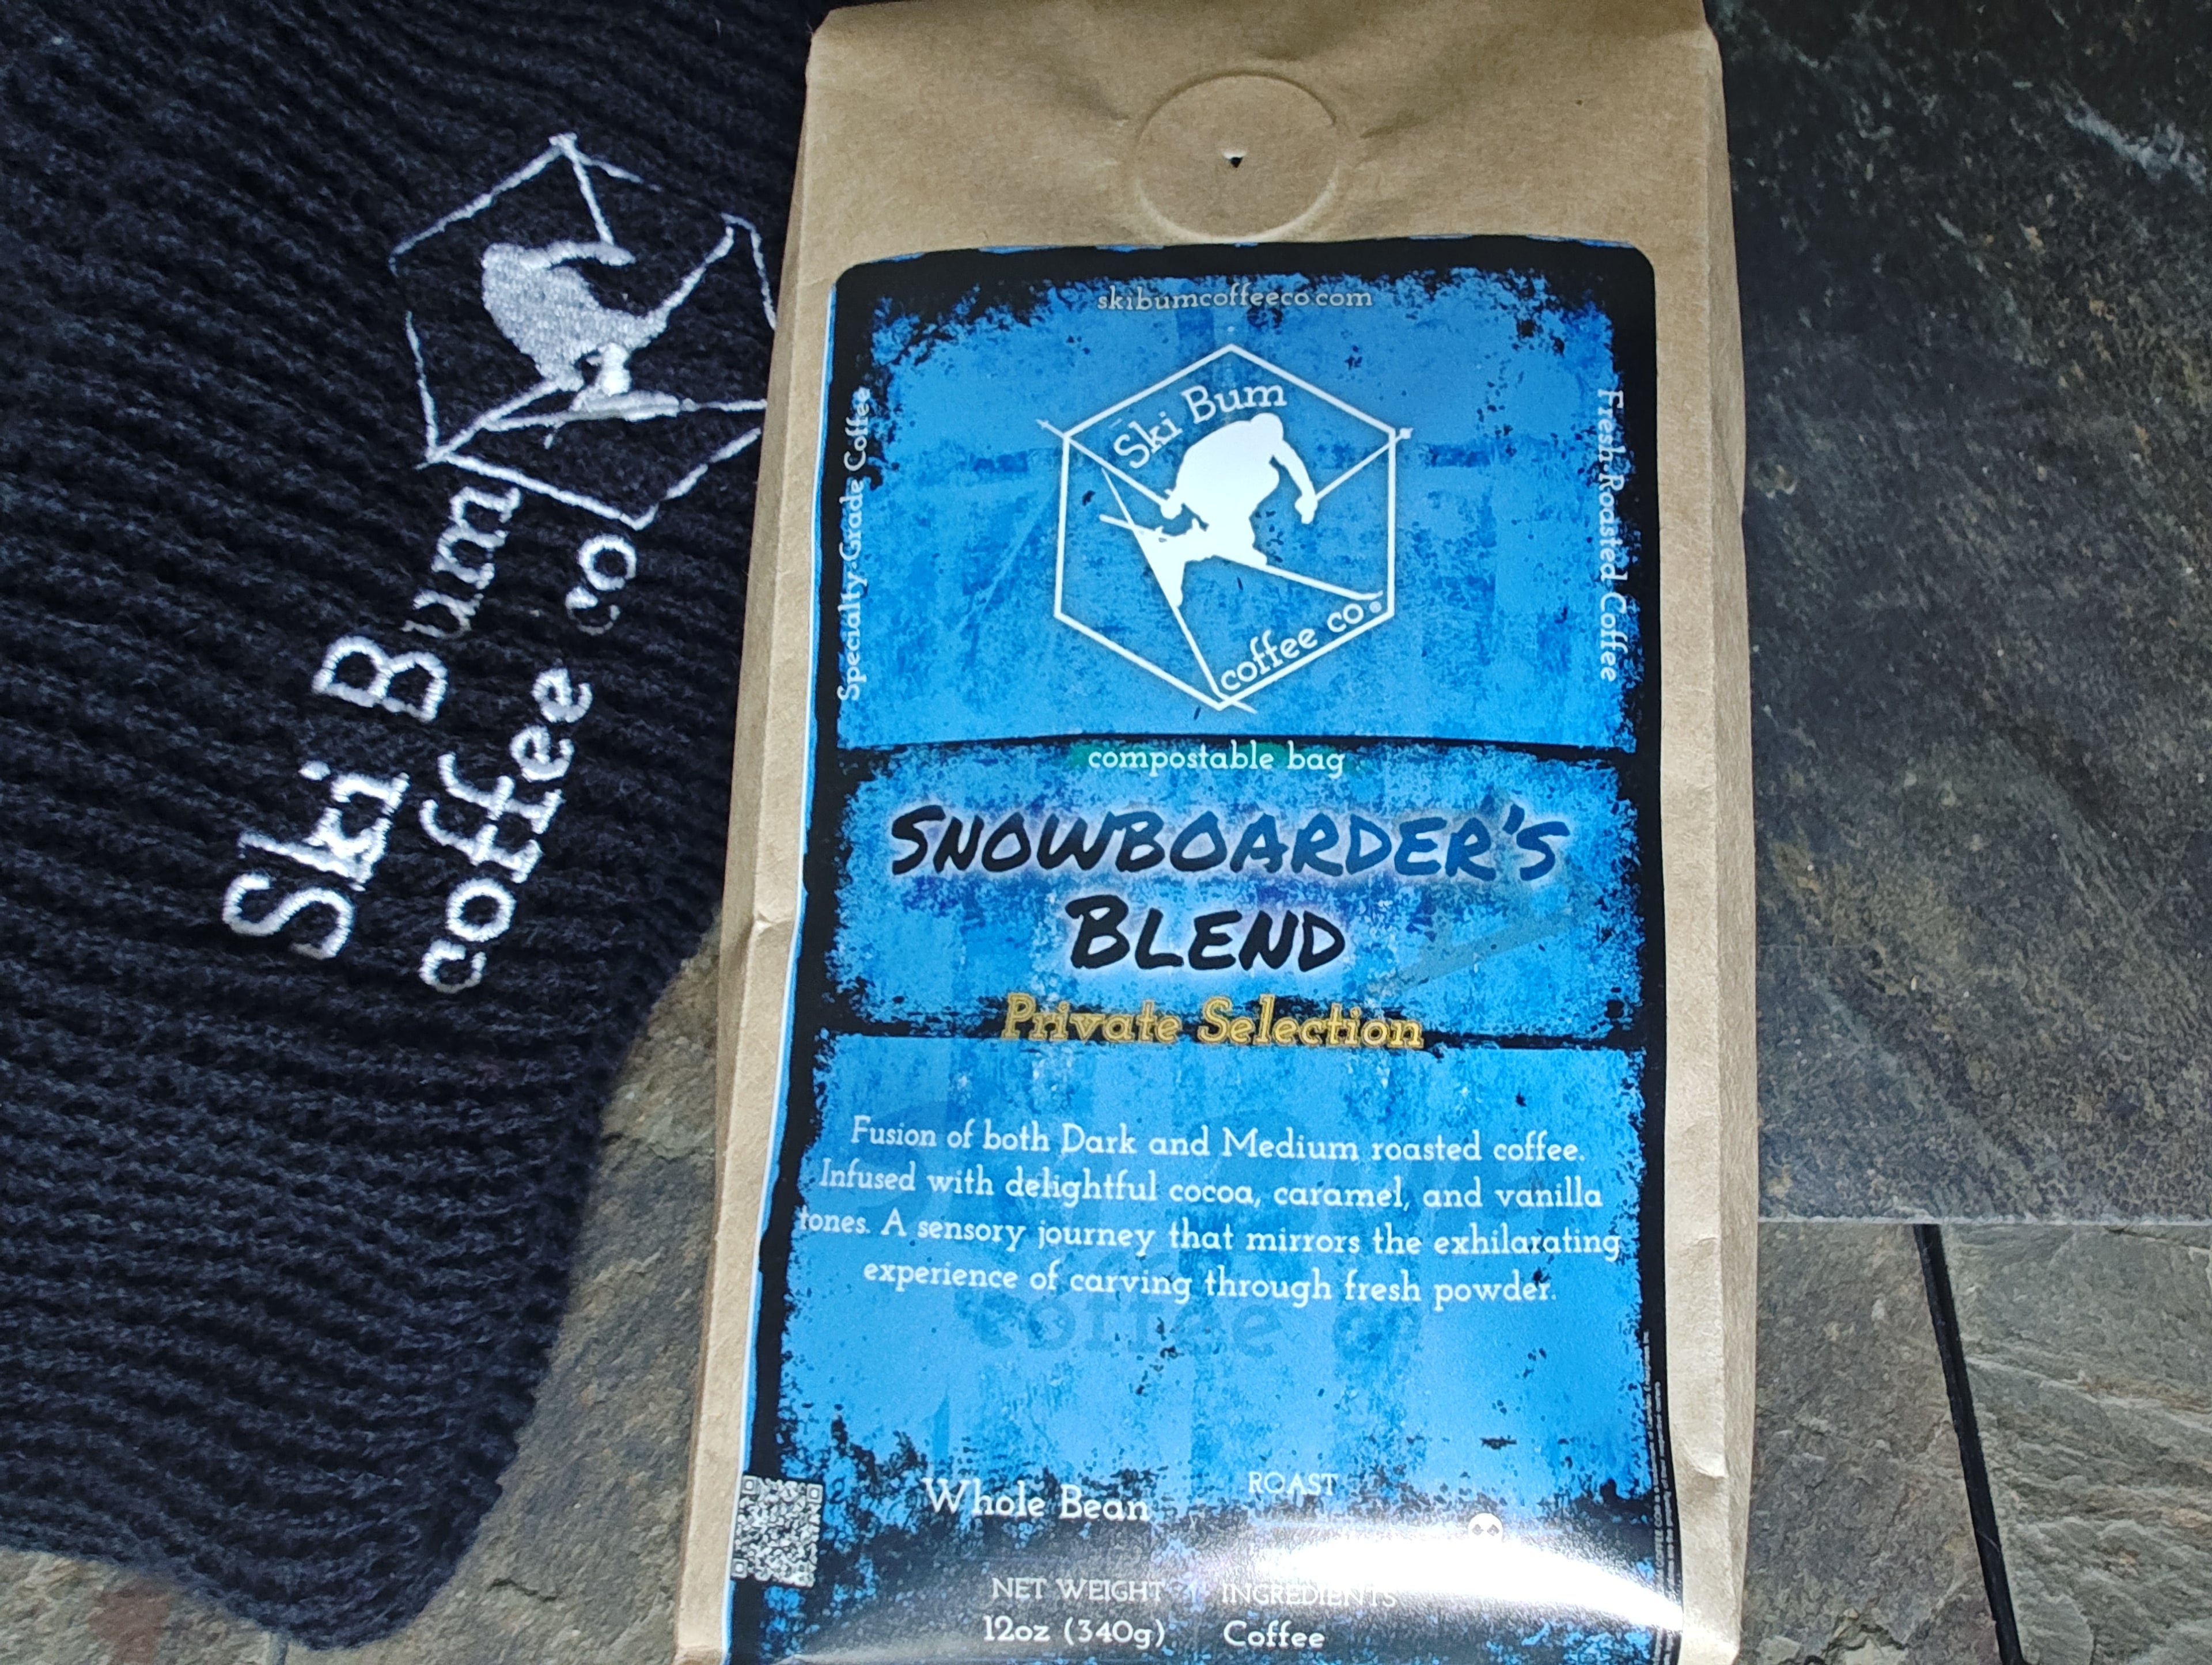 Ski Bum
coffee co
skibumcoffeeco.com
Specialty-Grade Coffee
Fresh-Roasted Coffee
Ski Bum
coffee co ®
compostable bag
SNOWBOARDER'S
BLEND
Private Selection
Fusion of both Dark and Medium roasted coffee.
Infused with delightful cocoa, caramel, and vanilla
tones. A sensory journey that mirrors the exhilarating
experience of carving through fresh powder.
coffee co
Whole Bean
ROAST
NET WEIGHT
12oz (340g)
INGREDIENTS
Coffee